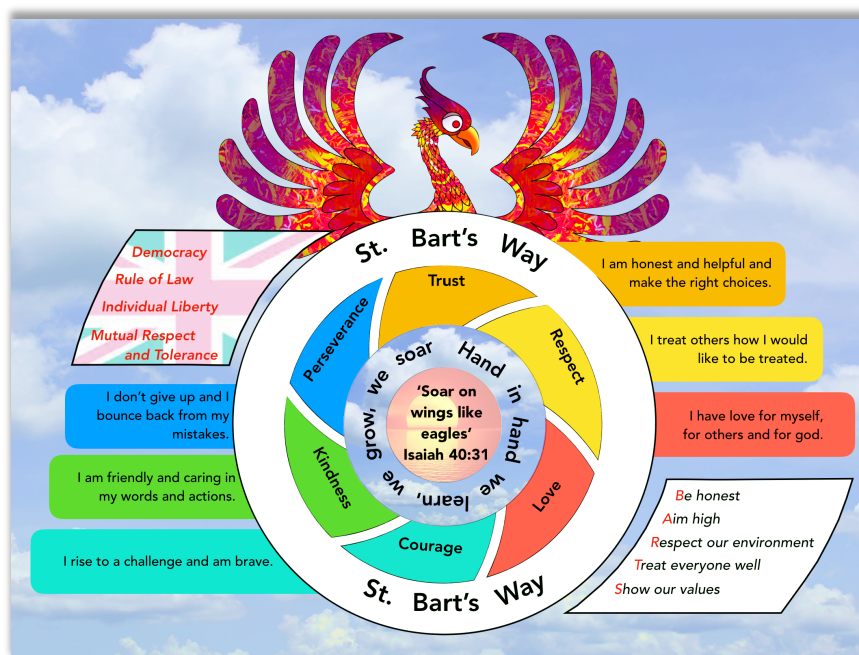 St. Bart's Way
Democracy
Rule of Law
Individual Liberty
Mutual Respect
and Tolerance
I don't give up and I
bounce back from my
mistakes.
I am friendly and caring in
my words and actions.
I rise to a challenge and am brave.
Trust
Respect
Love
Courage
Kindness
Perseverance
Hand in hand we learn, we grow, we soar
'Soar on
wings like
eagles'
Isaiah 40:31
I am honest and helpful and
make the right choices.
I treat others how I would
like to be treated.
I have love for myself,
for others and for god.
Be honest
Aim high
Respect our environment
Treat everyone well
Show our values
St. Bart's Way